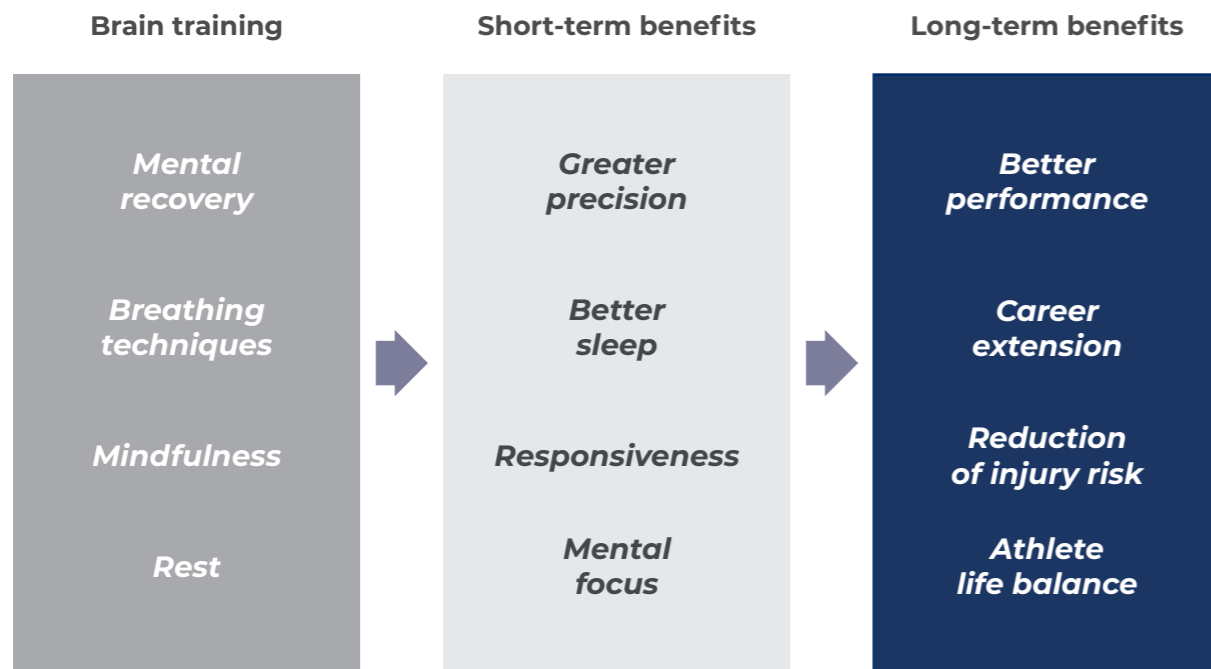 Brain training
Mental
recovery
Breathing
techniques
Mindfulness
Rest
Short-term benefits
Greater
precision
Better
sleep
Responsiveness
Mental
focus
Long-term benefits
Better
performance
Career
extension
Reduction
of injury risk
Athlete
life balance